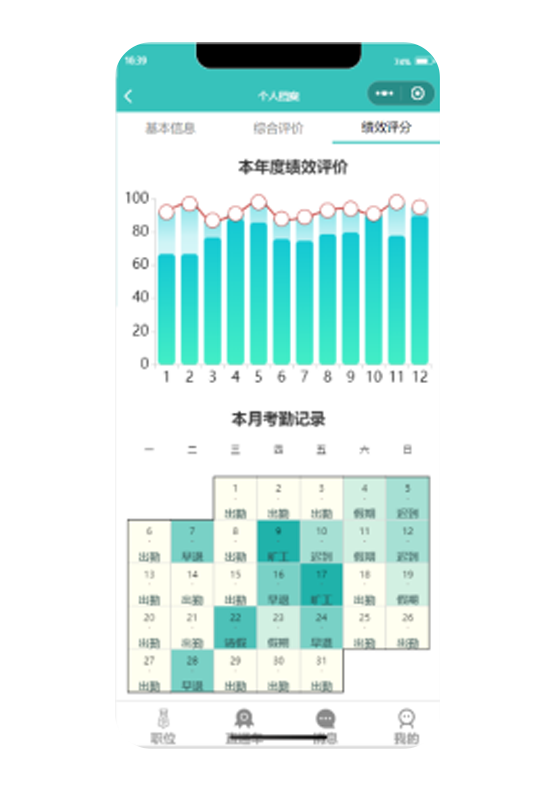 16:39
74%
个人档案
基本信息 综合评价 绩效评分
本年度绩效评价
100
80
60
40
20
0
1 2 3 4 5 6 7 8 9 10 11 12
本月考勤记录
一 二 三 四 五 六 日
1 2 3 4 5
出勤 出勤 出勤 假期 迟到
6 7 8 9 10 11 12
出勤 早退 出勤 旷工 迟到 假期 迟到
13 14 15 16 17 18 19
出勤 出勤 出勤 早退 旷工 出勤 假期
20 21 22 23 24 25 26
出勤 出勤 请假 假期 早退 出勤 出勤
27 28 29 30 31
出勤 早退 出勤 出勤 出勤
职位 直通车 消息 我的